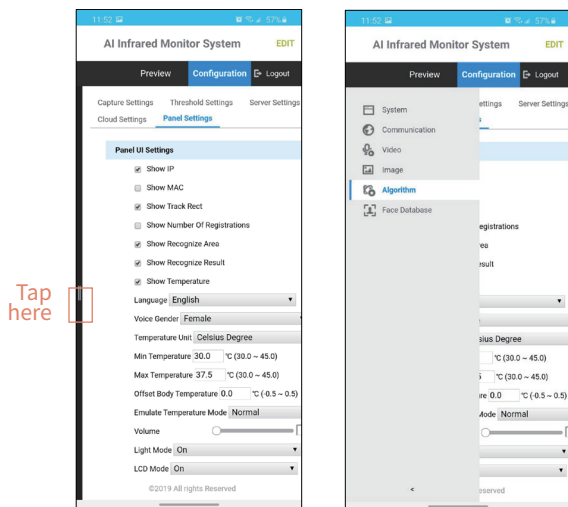 11:52 57%
AI Infrared Monitor System EDIT
Preview Configuration Logout
Capture Settings Threshold Settings Server Settings
Cloud Settings Panel Settings
Panel UI Settings
Show IP
Show MAC
Show Track Rect
Show Number Of Registrations
Show Recognize Area
Show Recognize Result
Show Temperature
Language English
Voice Gender Female
Temperature Unit Celsius Degree
Min Temperature 30.0 °C (30.0 ~ 45.0)
Max Temperature 37.5 °C (30.0 ~ 45.0)
Offset Body Temperature 0.0 °C (-0.5 ~ 0.5)
Emulate Temperature Mode Normal
Volume
Light Mode On
LCD Mode On
©2019 All rights Reserved
Tap
here
11:52 57%
AI Infrared Monitor System EDIT
Preview Configuration Logout
ettings Server Settings
s
System
Communication
Video
Image
Algorithm
Face Database
egistrations
rea
esult
sius Degree
°C (30.0 ~ 45.0)
5 °C (30.0 ~ 45.0)
re 0.0 °C (-0.5 ~ 0.5)
Mode Normal
< eserved